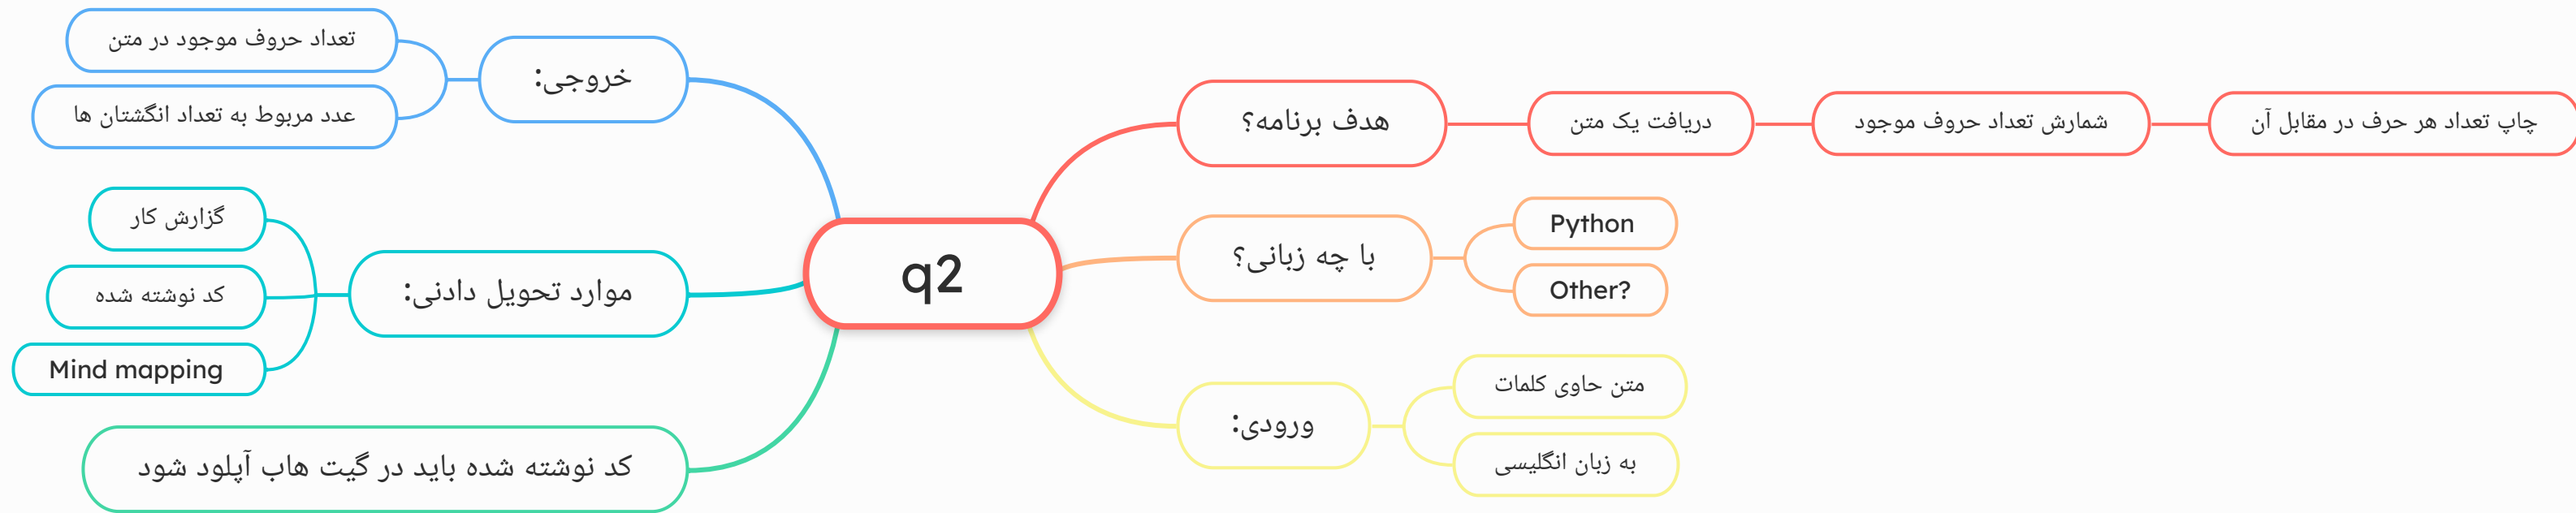 q2
هدف برنامه؟
دریافت یک متن
شمارش تعداد حروف موجود
چاپ تعداد هر حرف در مقابل آن
با چه زبانی؟
Python
Other?
ورودی:
متن حاوی کلمات
به زبان انگلیسی
خروجی:
تعداد حروف موجود در متن
عدد مربوط به تعداد انگشتان ها
موارد تحویل دادنی:
گزارش کار
کد نوشته شده
Mind mapping
کد نوشته شده باید در گیت هاب آپلود شود